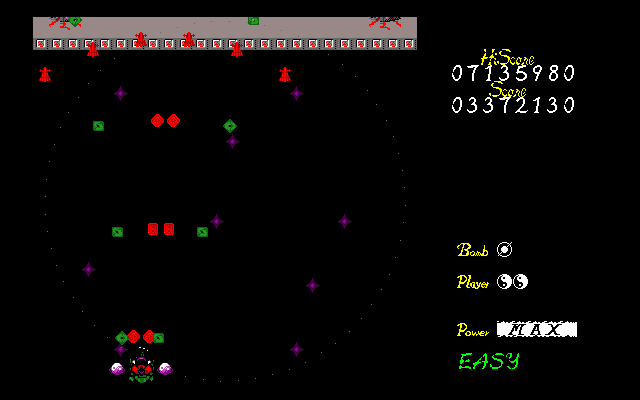 HiScore
07135980
Score
03372130
Bomb
Player
Power MAX
EASY